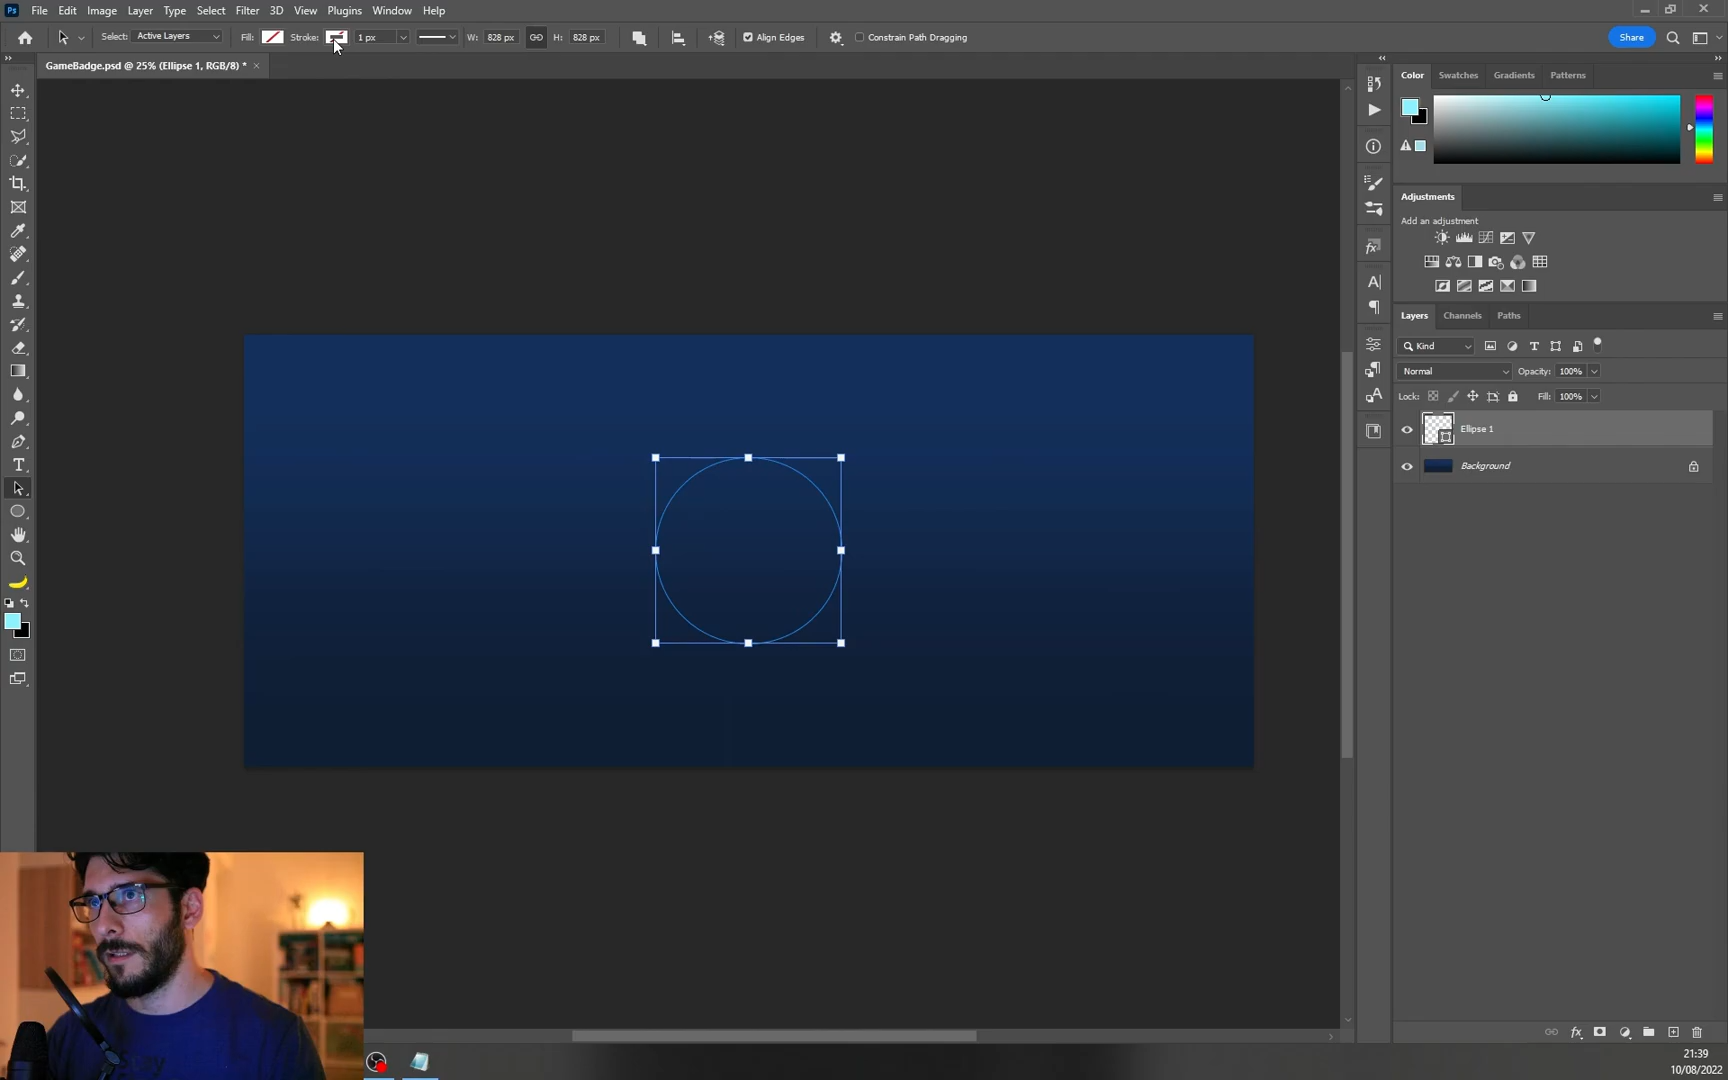 Ps File Edit Image Layer Type Select Filter 3D View Plugins Window Help
Select: Active Layers Fill: Stroke: 1 px W: 828 px H: 828 px Align Edges Constrain Path Dragging Share
GameBadge.psd @ 25% (Ellipse 1, RGB/8) *
Color Swatches Gradients Patterns
Adjustments
Add an adjustment
Layers Channels Paths
Kind
Normal Opacity: 100%
Lock: Fill: 100%
Ellipse 1
Background
21:39
10/08/2022